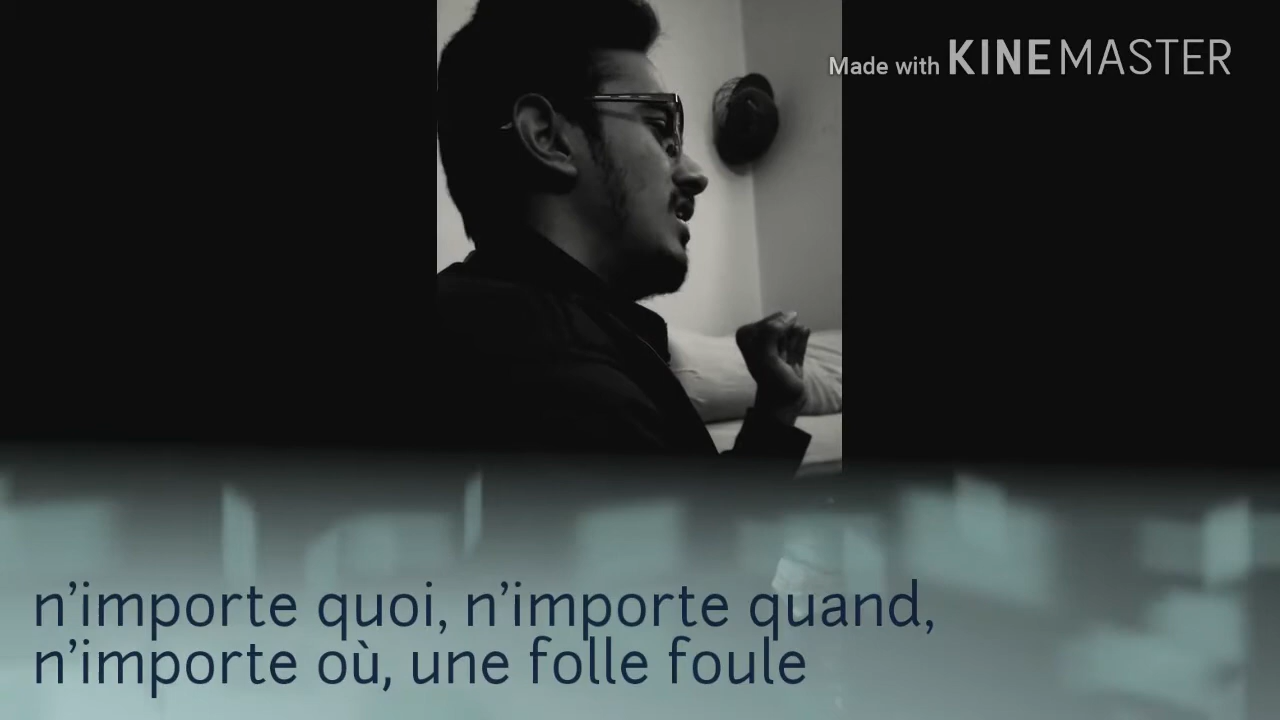 Made with KINEMASTER
n’importe quoi, n’importe quand,
n’importe où, une folle foule